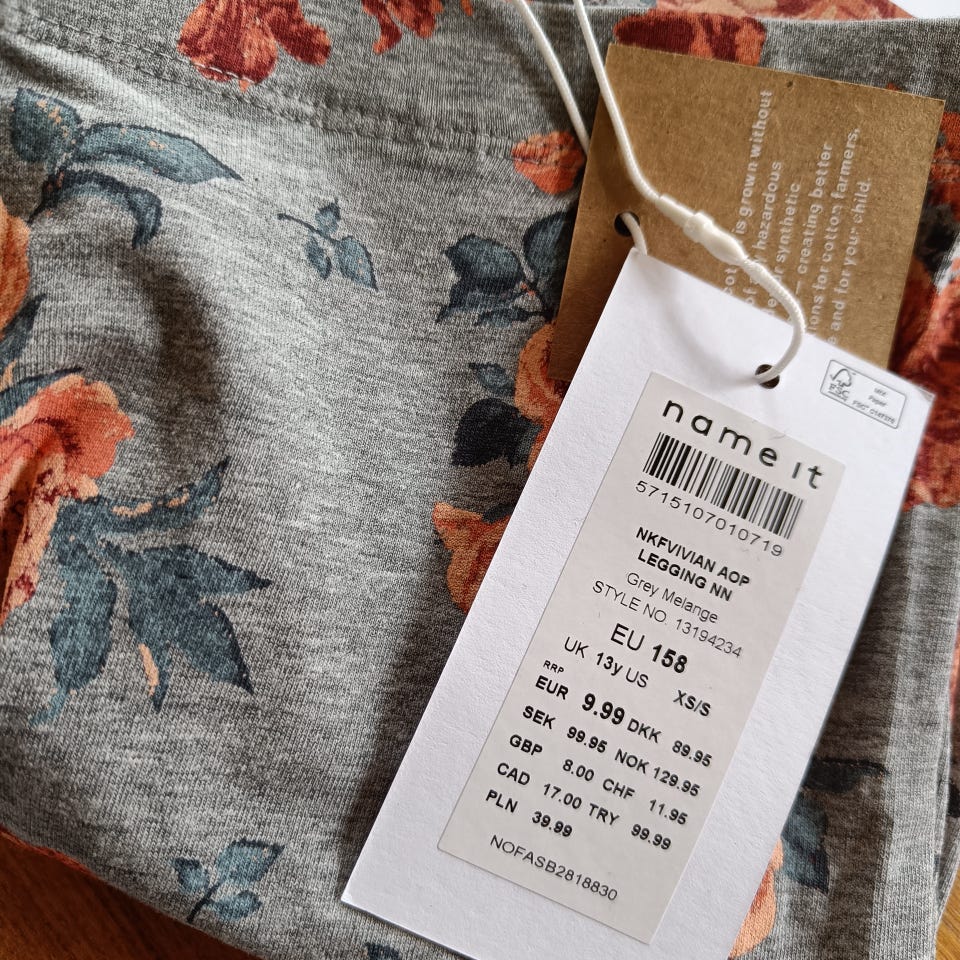 is grown without
hazardous
synthetic
– creating better
for cotton farmers,
and for your child.
MIX
Paper
FSC
name it
5715107010719
NKFVIVIAN AOP
LEGGING NN
Grey Melange
STYLE NO. 13194234
EU 158
UK 13y US XS/S
RRP
EUR 9.99 DKK 89.95
SEK 99.95 NOK 129.95
GBP 8.00 CHF 11.95
CAD 17.00 TRY 99.99
PLN 39.99
NOFASB2818830